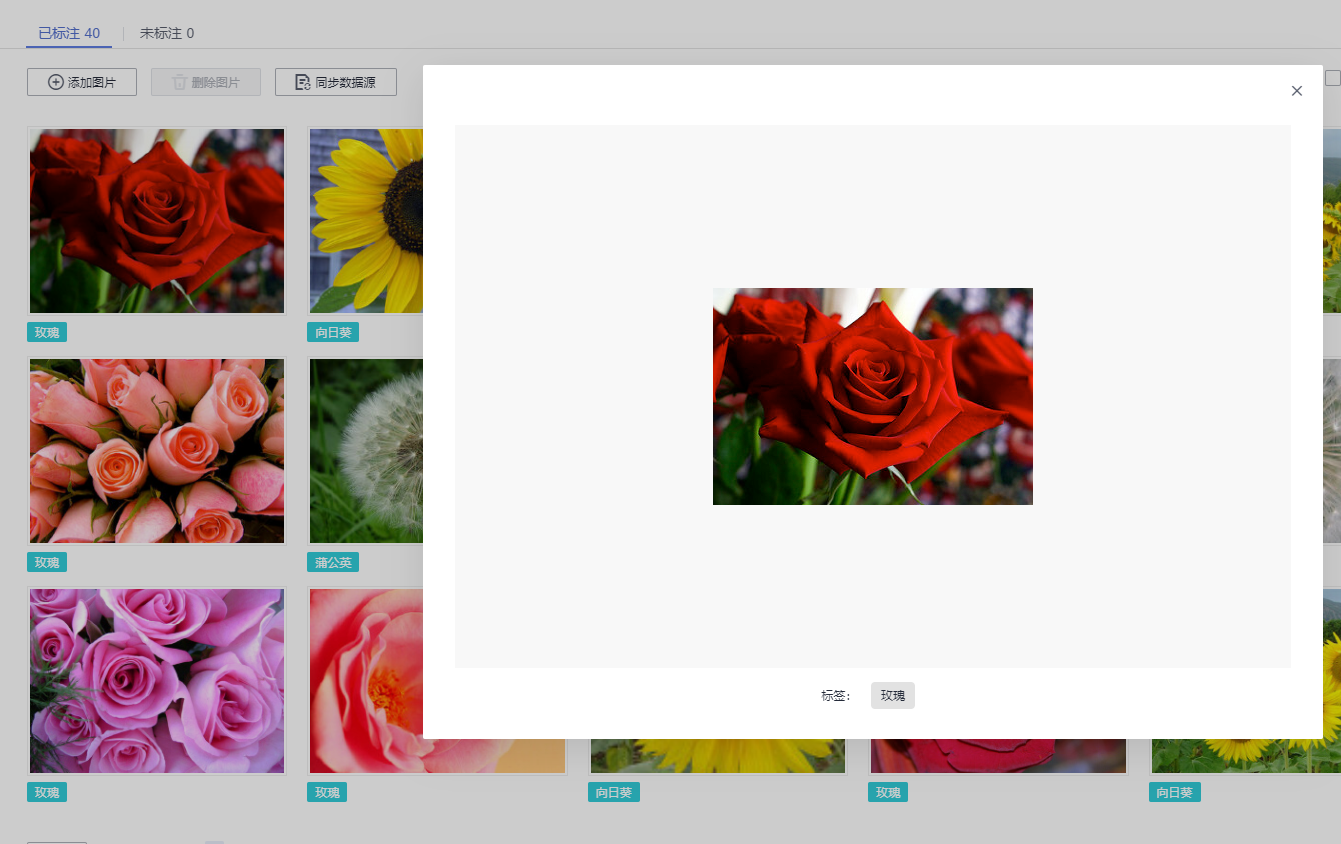 已标注 40
未标注 0
添加图片
删除图片
同步数据源
玫瑰
向日葵
玫瑰
蒲公英
标签：
玫瑰
玫瑰
玫瑰
向日葵
玫瑰
向日葵